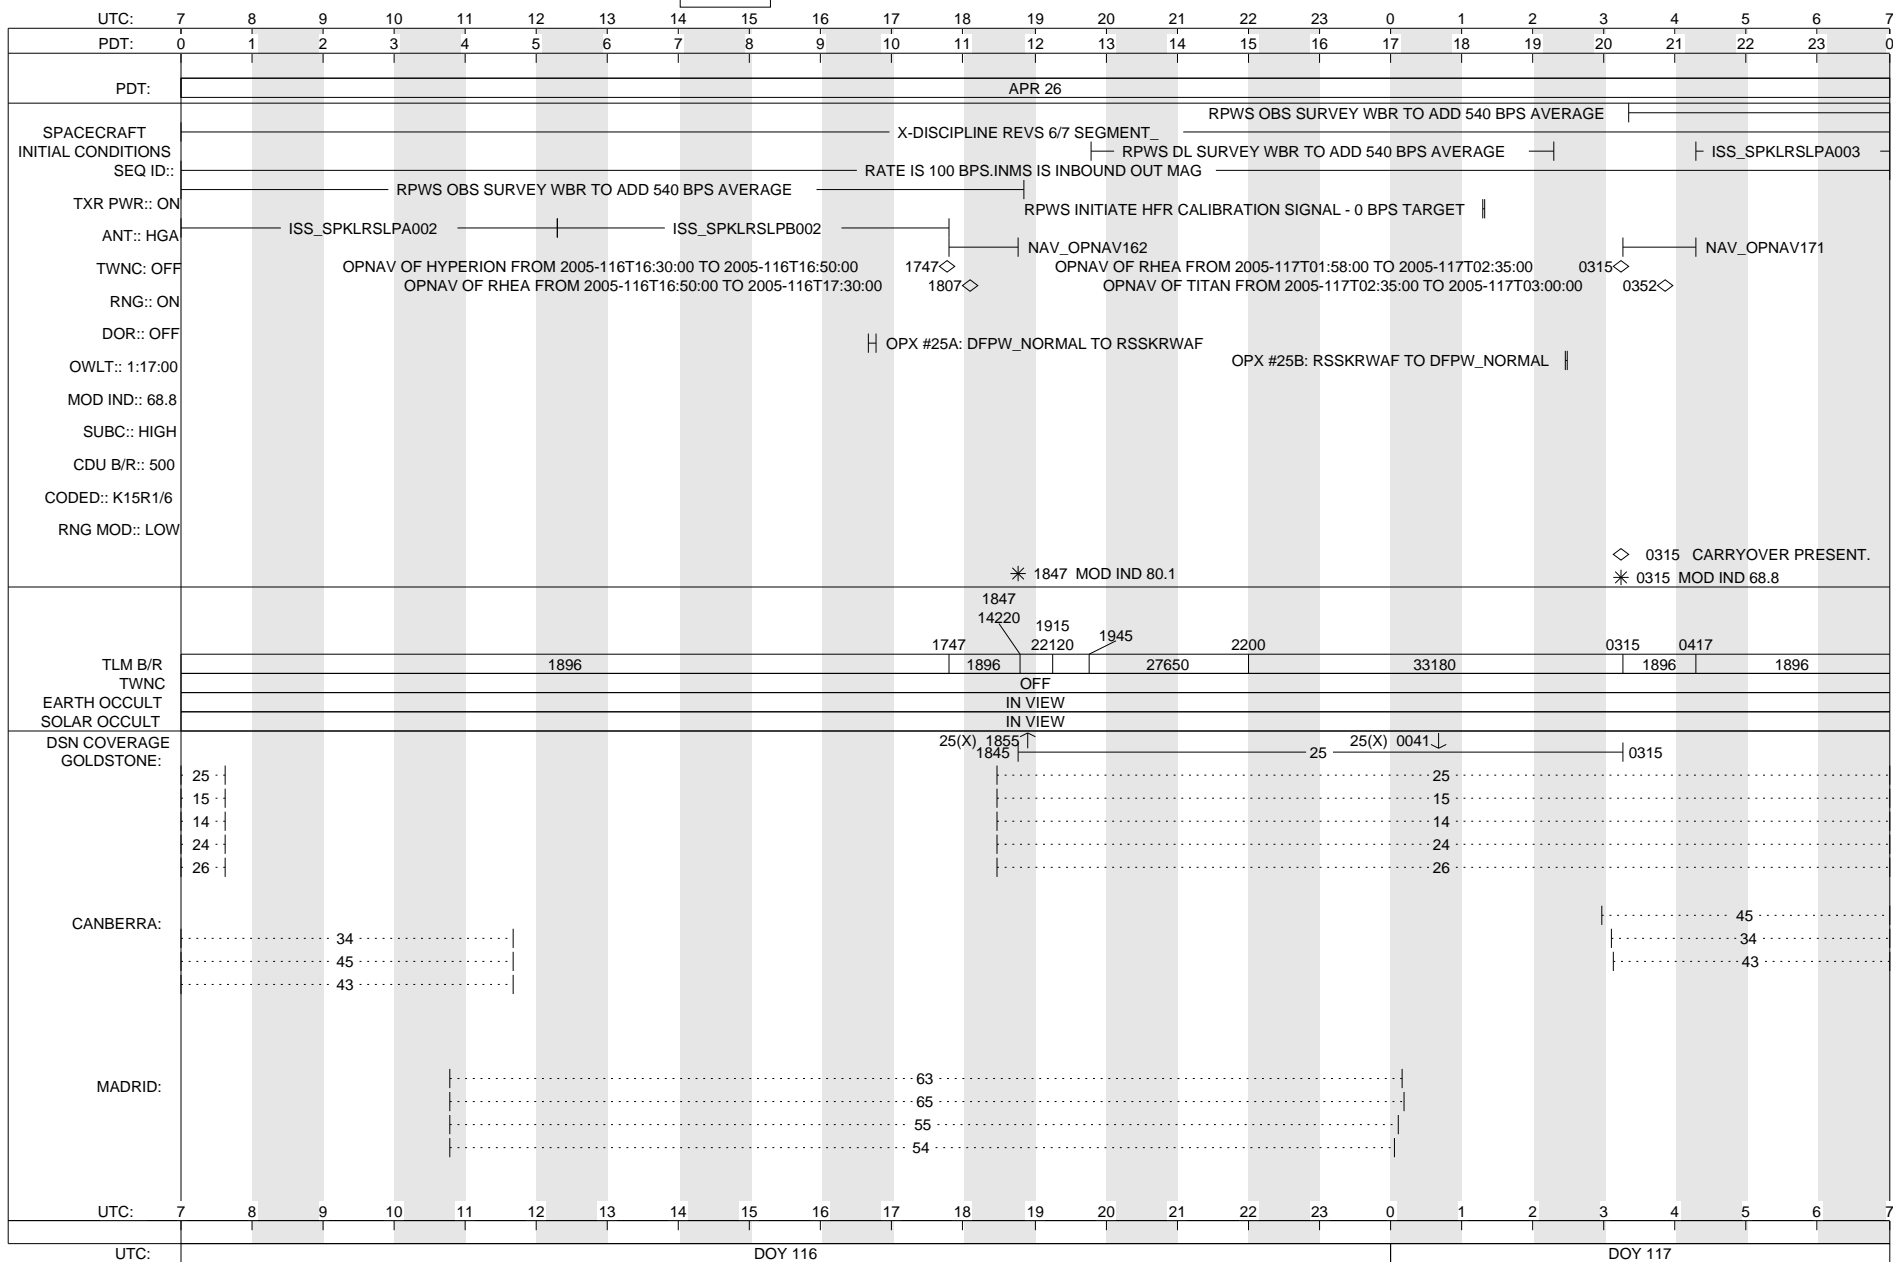 UTC: 7 8 9 10 11 12 13 14 15 16 17 18 19 20 21 22 23 0 1 2 3 4 5 6 7
PDT: 0 1 2 3 4 5 6 7 8 9 10 11 12 13 14 15 16 17 18 19 20 21 22 23 0
PDT: APR 26
RPWS OBS SURVEY WBR TO ADD 540 BPS AVERAGE
SPACECRAFT X-DISCIPLINE REVS 6/7 SEGMENT_
INITIAL CONDITIONS RPWS DL SURVEY WBR TO ADD 540 BPS AVERAGE ISS_SPKLRSLPA003
SEQ ID:: RATE IS 100 BPS.INMS IS INBOUND OUT MAG
RPWS OBS SURVEY WBR TO ADD 540 BPS AVERAGE
TXR PWR:: ON RPWS INITIATE HFR CALIBRATION SIGNAL - 0 BPS TARGET
ISS_SPKLRSLPA002 ISS_SPKLRSLPB002
ANT:: HGA NAV_OPNAV162 NAV_OPNAV171
TWNC: OFF OPNAV OF HYPERION FROM 2005-116T16:30:00 TO 2005-116T16:50:00 1747 OPNAV OF RHEA FROM 2005-117T01:58:00 TO 2005-117T02:35:00 0315
OPNAV OF RHEA FROM 2005-116T16:50:00 TO 2005-116T17:30:00 1807 OPNAV OF TITAN FROM 2005-117T02:35:00 TO 2005-117T03:00:00 0352
RNG:: ON
DOR:: OFF
OPX #25A: DFPW_NORMAL TO RSSKRWAF
OPX #25B: RSSKRWAF TO DFPW_NORMAL
OWLT:: 1:17:00
MOD IND:: 68.8
SUBC:: HIGH
CDU B/R:: 500
CODED:: K15R1/6
RNG MOD:: LOW
0315 CARRYOVER PRESENT.
1847 MOD IND 80.1 0315 MOD IND 68.8
1847
14220 1915
1747 22120 1945 2200 0315 0417
TLM B/R 1896 1896 27650 33180 1896 1896
TWNC OFF
EARTH OCCULT IN VIEW
SOLAR OCCULT IN VIEW
DSN COVERAGE 25(X) 1855 25(X) 0041
GOLDSTONE: 1845 25 0315
25 25
15 15
14 14
24 24
26 26
CANBERRA: 45
34 34
45 43
43
MADRID: 63
65
55
54
UTC: 7 8 9 10 11 12 13 14 15 16 17 18 19 20 21 22 23 0 1 2 3 4 5 6 7
UTC: DOY 116 DOY 117